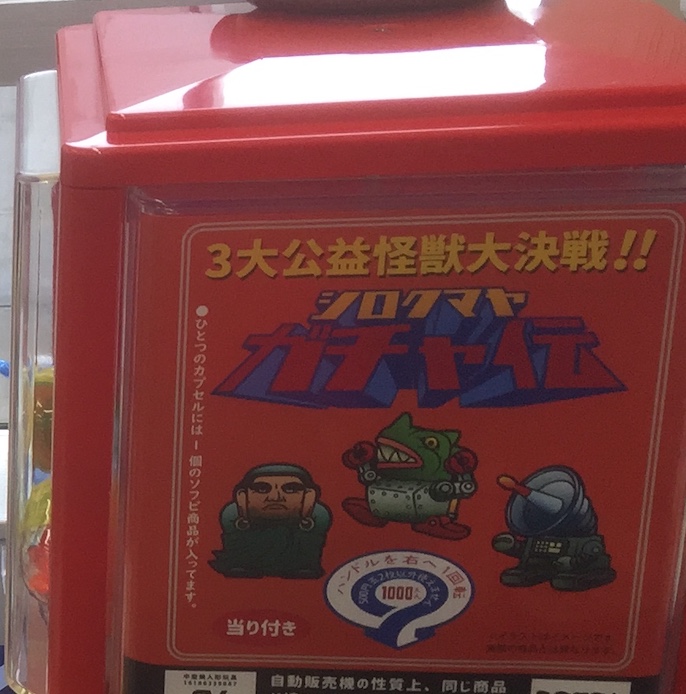 3大公益怪獣大決戦!!
シロクマヤ
ガチャ伝
●ひとつのカプセルには1個のソフビ商品が入ってます。
ハンドルを右へ1回転
1000
当り付き
自動販売機の性質上、同じ商品